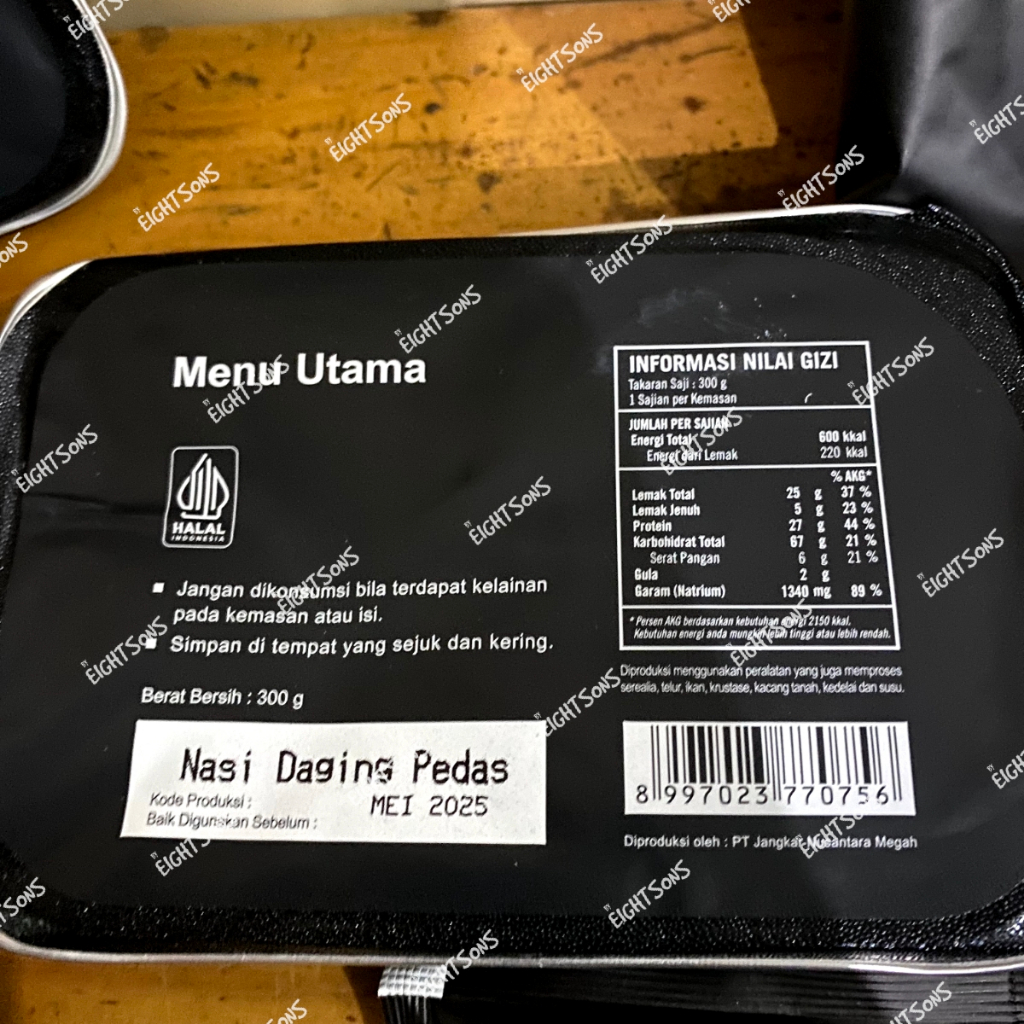 Menu Utama
HALAL
INDONESIA
▪ Jangan dikonsumsi bila terdapat kelainan
pada kemasan atau isi.
▪ Simpan di tempat yang sejuk dan kering.
Berat Bersih : 300 g
Nasi Daging Pedas
Kode Produksi :
MEI 2025
Baik Digunakan Sebelum :
INFORMASI NILAI GIZI
Takaran Saji : 300 g
1 Sajian per Kemasan
JUMLAH PER SAJIAN
Energi Total 600 kkal
Energi dari Lemak 220 kkal
% AKG*
Lemak Total 25 g 37 %
Lemak Jenuh 5 g 23 %
Protein 27 g 44 %
Karbohidrat Total 67 g 21 %
Serat Pangan 6 g 21 %
Gula 2 g
Garam (Natrium) 1340 mg 89 %
* Persen AKG berdasarkan kebutuhan energi 2150 kkal.
Kebutuhan energi anda mungkin lebih tinggi atau lebih rendah.
Diproduksi menggunakan peralatan yang juga memproses
serealia, telur, ikan, krustase, kacang tanah, kedelai dan susu.
8 997023 770756
Diproduksi oleh : PT Jangkar Nusantara Megah
BY EIGHTSONS